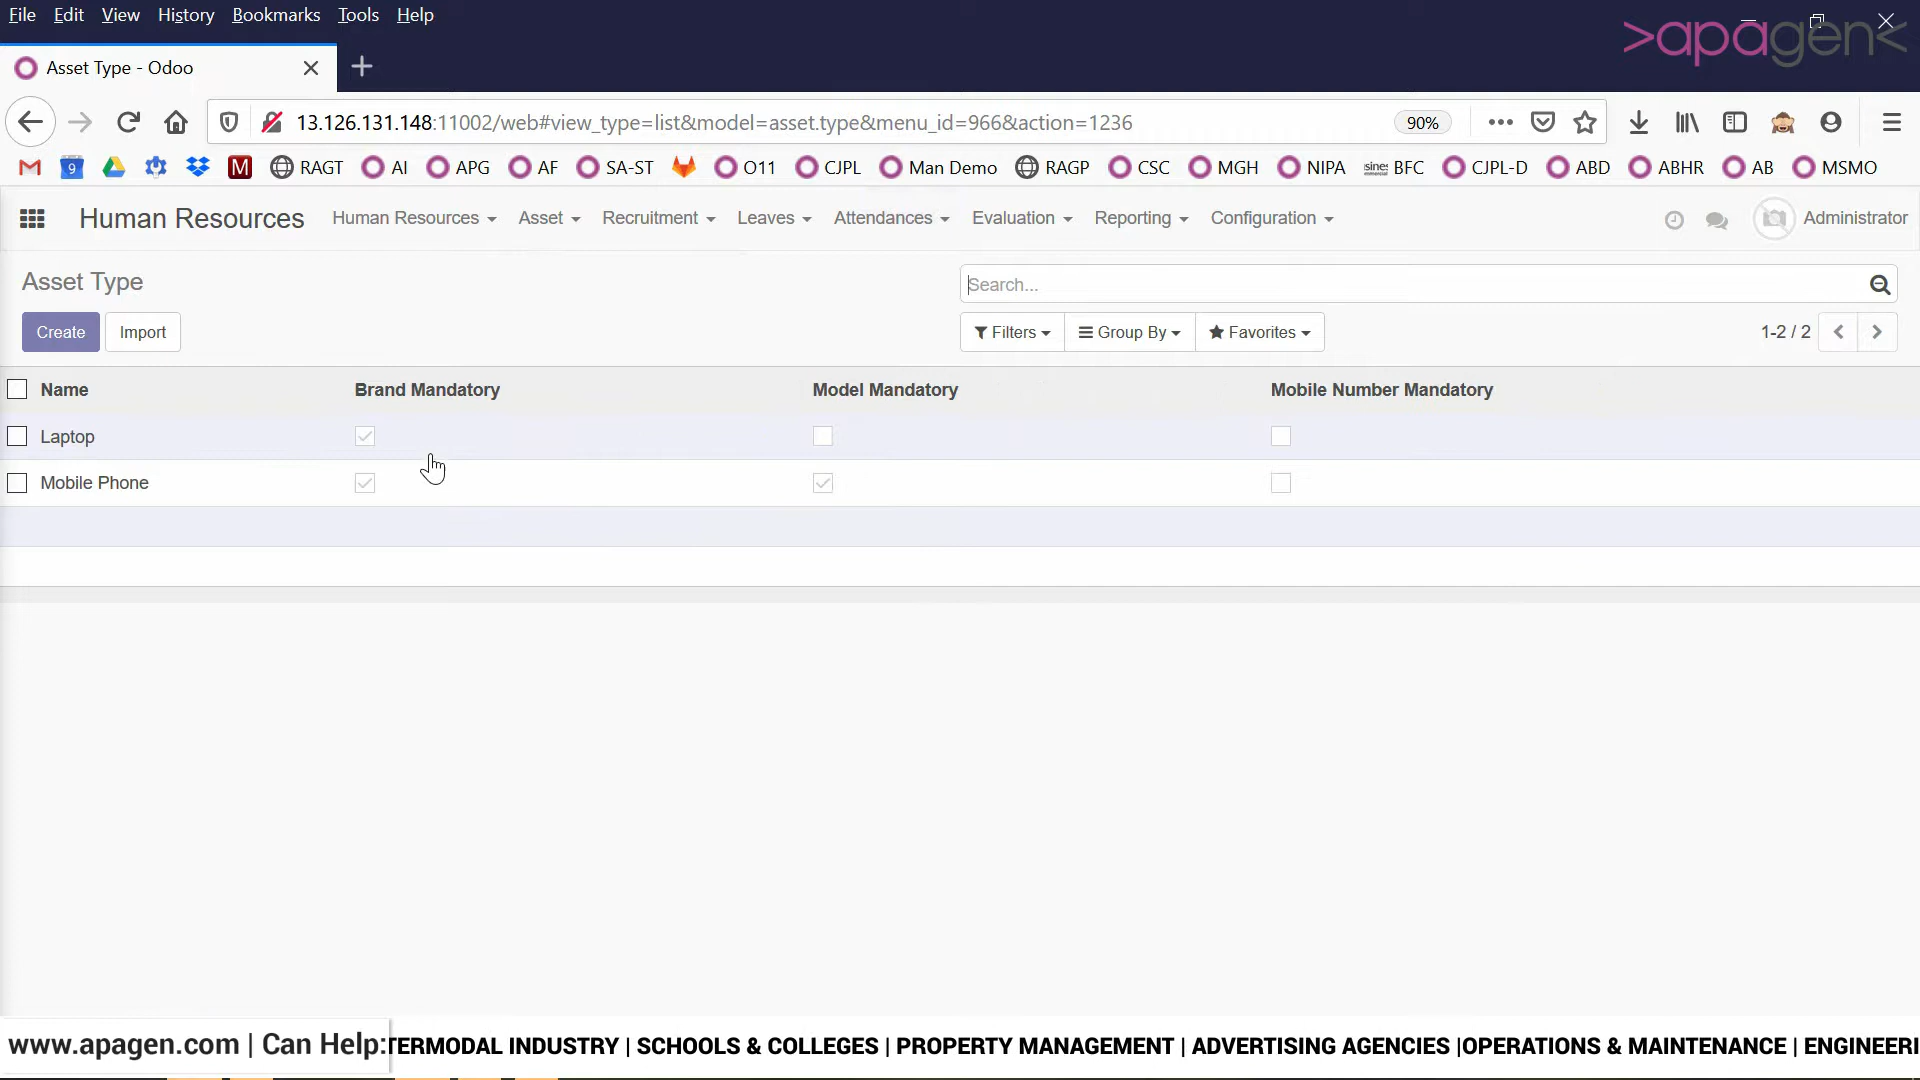 File Edit View History Bookmarks Tools Help
>apagen<
Asset Type - Odoo
13.126.131.148:11002/web#view_type=list&model=asset.type&menu_id=966&action=1236 90%
9 M RAGT AI APG AF SA-ST O11 CJPL Man Demo RAGP CSC MGH NIPA BFC CJPL-D ABD ABHR AB MSMO
Human Resources Human Resources Asset Recruitment Leaves Attendances Evaluation Reporting Configuration Administrator
Asset Type Search...
Create Import Filters Group By Favorites 1-2 / 2
Name Brand Mandatory Model Mandatory Mobile Number Mandatory
Laptop
Mobile Phone
www.apagen.com | Can Help: TERMODAL INDUSTRY | SCHOOLS & COLLEGES | PROPERTY MANAGEMENT | ADVERTISING AGENCIES |OPERATIONS & MAINTENANCE | ENGINEERI